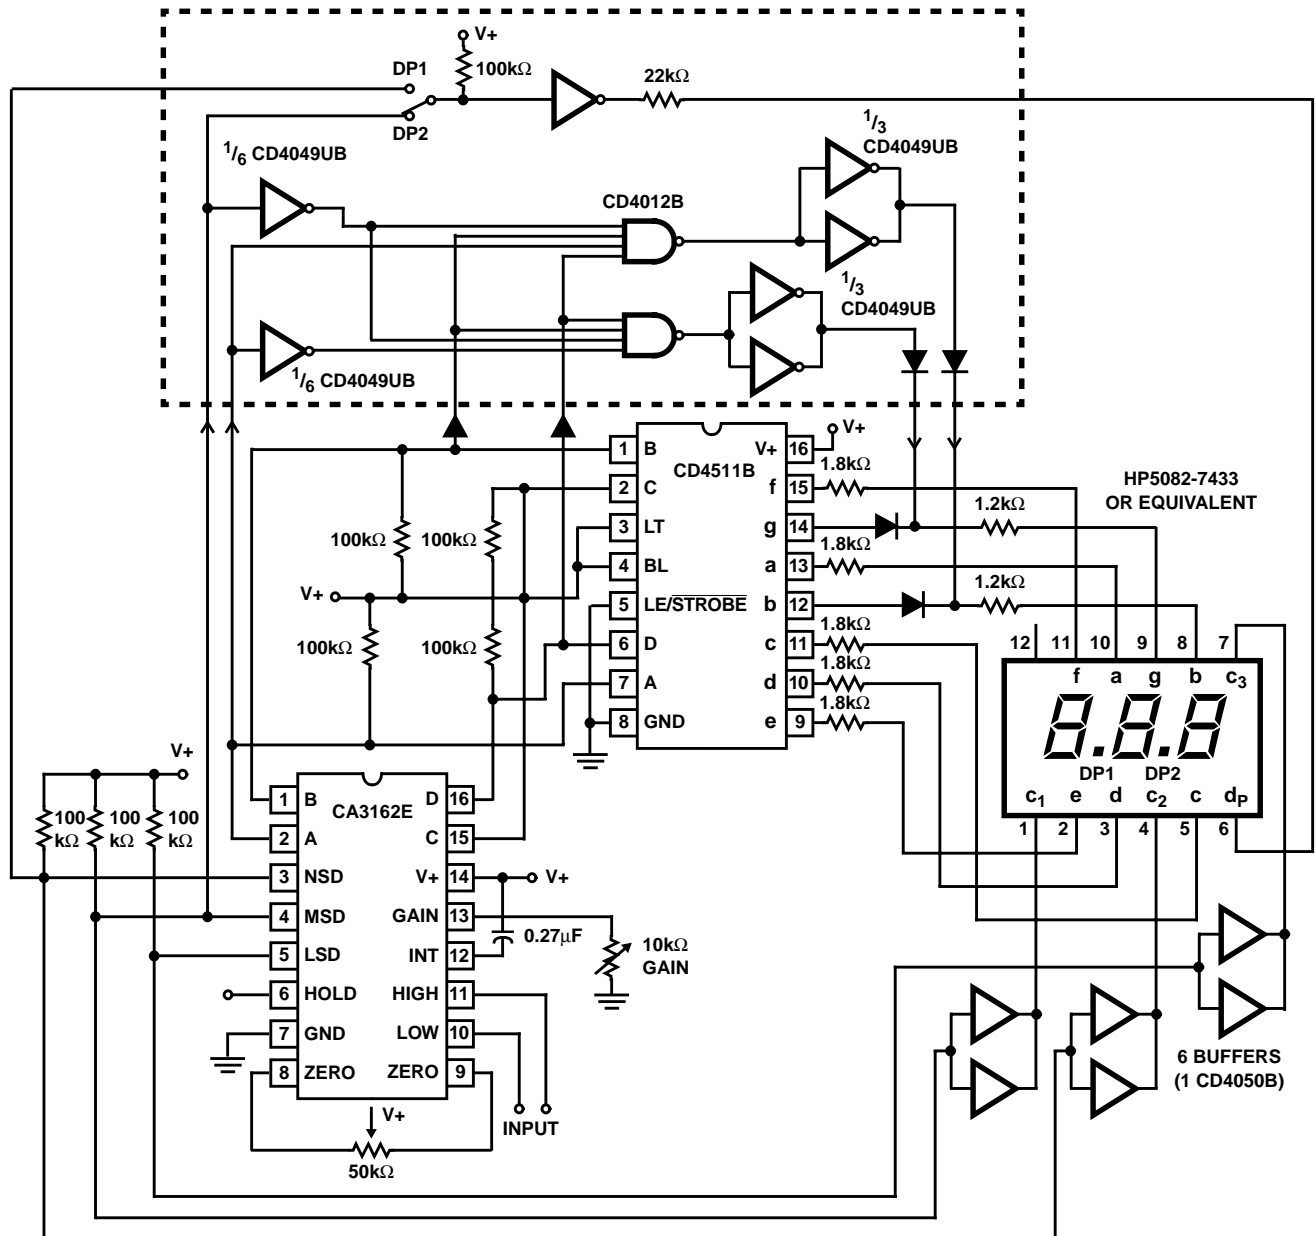 V+
DP1
100kΩ
22kΩ
DP2
1/6 CD4049UB
CD4012B
1/3
CD4049UB
1/3
CD4049UB
1/6 CD4049UB
V+
1 B
CD4511B
V+ 16
1.8kΩ
HP5082-7433
OR EQUIVALENT
2 C
f 15
1.2kΩ
100kΩ
100kΩ
3 LT
g 14
1.8kΩ
V+
4 BL
a 13
1.2kΩ
5 LE/STROBE
b 12
1.8kΩ
100kΩ
100kΩ
6 D
c 11
1.8kΩ
7 A
d 10
1.8kΩ
8 GND
e 9
12 11 10 9 8 7
f a g b c3
8.8.8
DP1 DP2
c1 e d c2 c dP
1 2 3 4 5 6
V+
100
kΩ
100
kΩ
100
kΩ
1 B
CA3162E
D 16
2 A
C 15
3 NSD
V+ 14
V+
4 MSD
GAIN 13
0.27µF
10kΩ
GAIN
5 LSD
INT 12
6 HOLD
HIGH 11
7 GND
LOW 10
8 ZERO
ZERO 9
V+
INPUT
50kΩ
6 BUFFERS
(1 CD4050B)